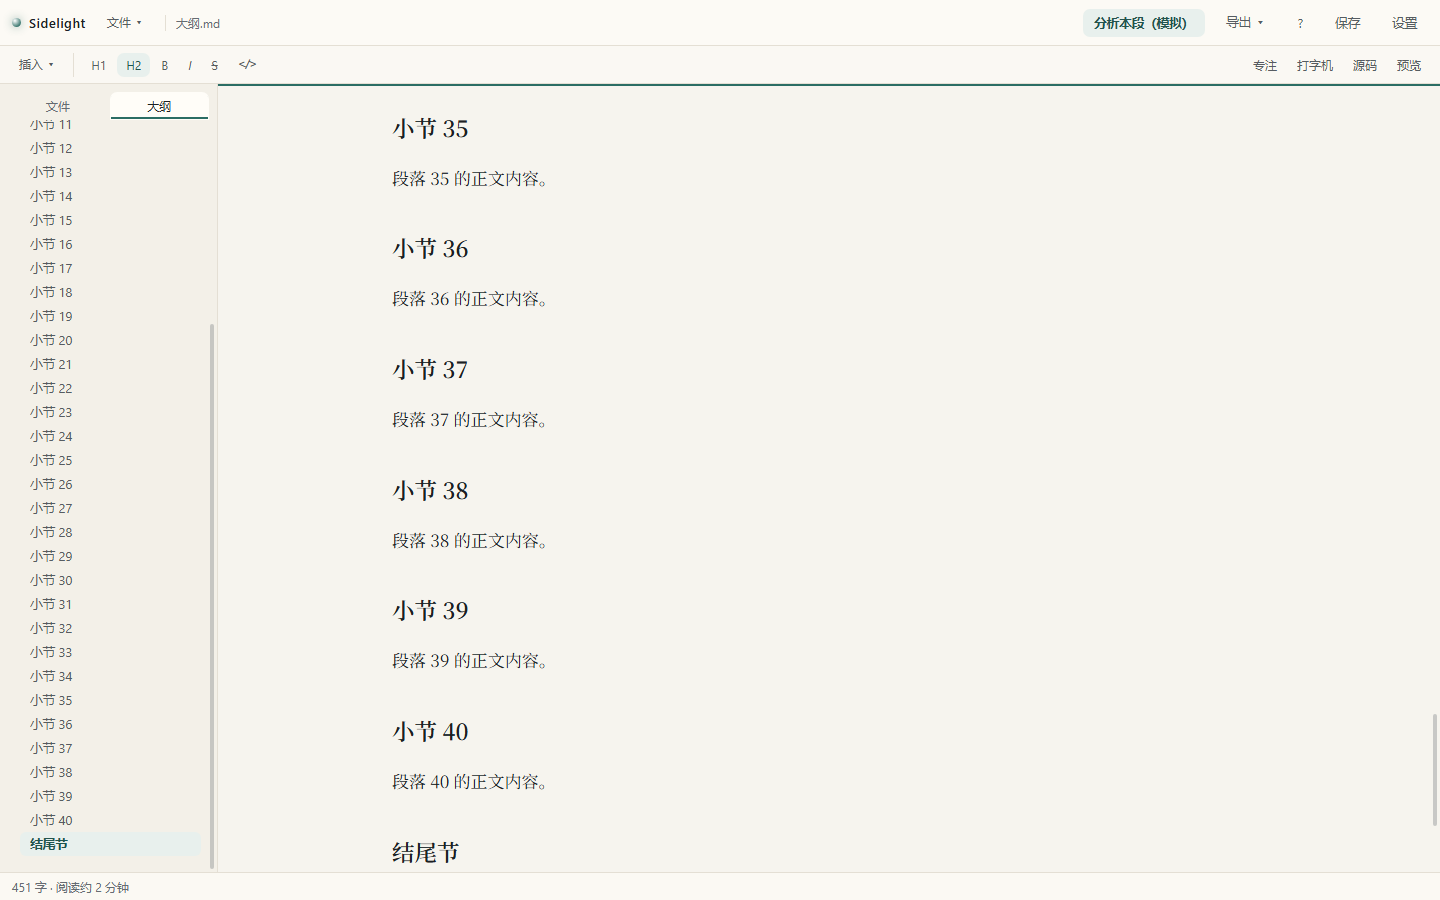 Sidelight 文件 大纲.md 分析本段（模拟） 导出 ? 保存 设置
插入 H1 H2 B I S </> 专注 打字机 源码 预览
文件 大纲
小节 11
小节 12
小节 13
小节 14
小节 15
小节 16
小节 17
小节 18
小节 19
小节 20
小节 21
小节 22
小节 23
小节 24
小节 25
小节 26
小节 27
小节 28
小节 29
小节 30
小节 31
小节 32
小节 33
小节 34
小节 35
小节 36
小节 37
小节 38
小节 39
小节 40
结尾节
小节 35
段落 35 的正文内容。
小节 36
段落 36 的正文内容。
小节 37
段落 37 的正文内容。
小节 38
段落 38 的正文内容。
小节 39
段落 39 的正文内容。
小节 40
段落 40 的正文内容。
结尾节
451 字 · 阅读约 2 分钟